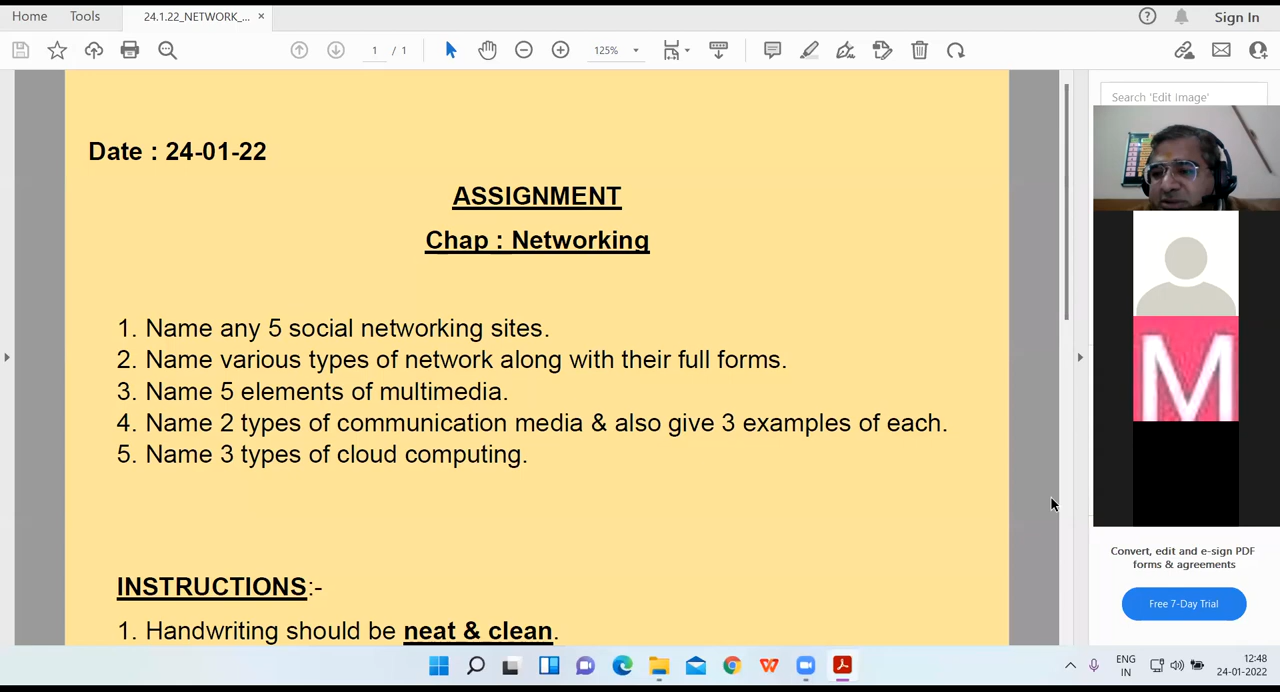 Home Tools 24.1.22_NETWORK_... × Sign In
1 / 1 125%
Search 'Edit Image'
Date : 24-01-22
ASSIGNMENT
Chap : Networking
1. Name any 5 social networking sites.
2. Name various types of network along with their full forms.
3. Name 5 elements of multimedia.
4. Name 2 types of communication media & also give 3 examples of each.
5. Name 3 types of cloud computing.
M
Convert, edit and e-sign PDF
forms & agreements
Free 7-Day Trial
INSTRUCTIONS:-
1. Handwriting should be neat & clean.
ENG 12:48
IN 24-01-2022